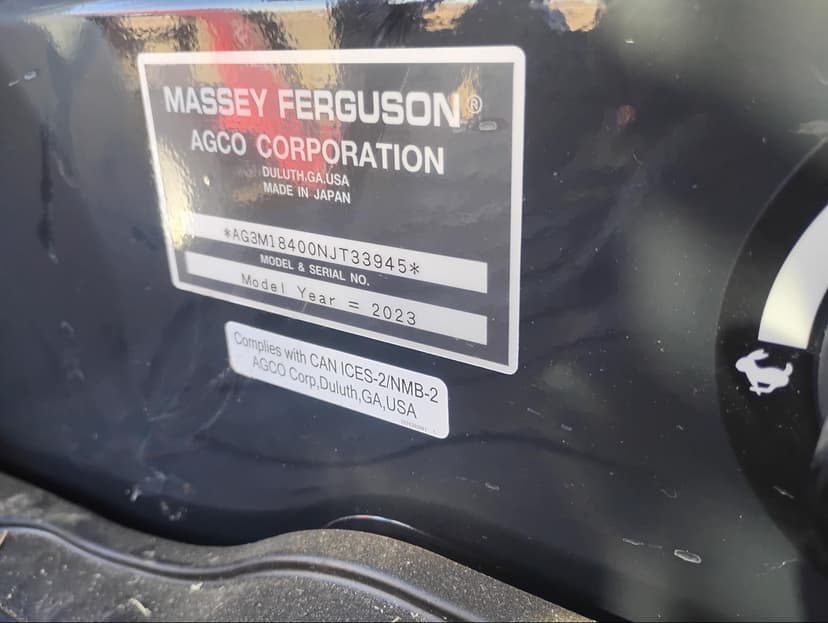 MASSEY FERGUSON®
AGCO CORPORATION
DULUTH,GA,USA
MADE IN JAPAN
*AG3M18400NJT33945*
MODEL & SERIAL NO.
Model Year = 2023
Complies with CAN ICES-2/NMB-2
AGCO Corp,Duluth,GA,USA